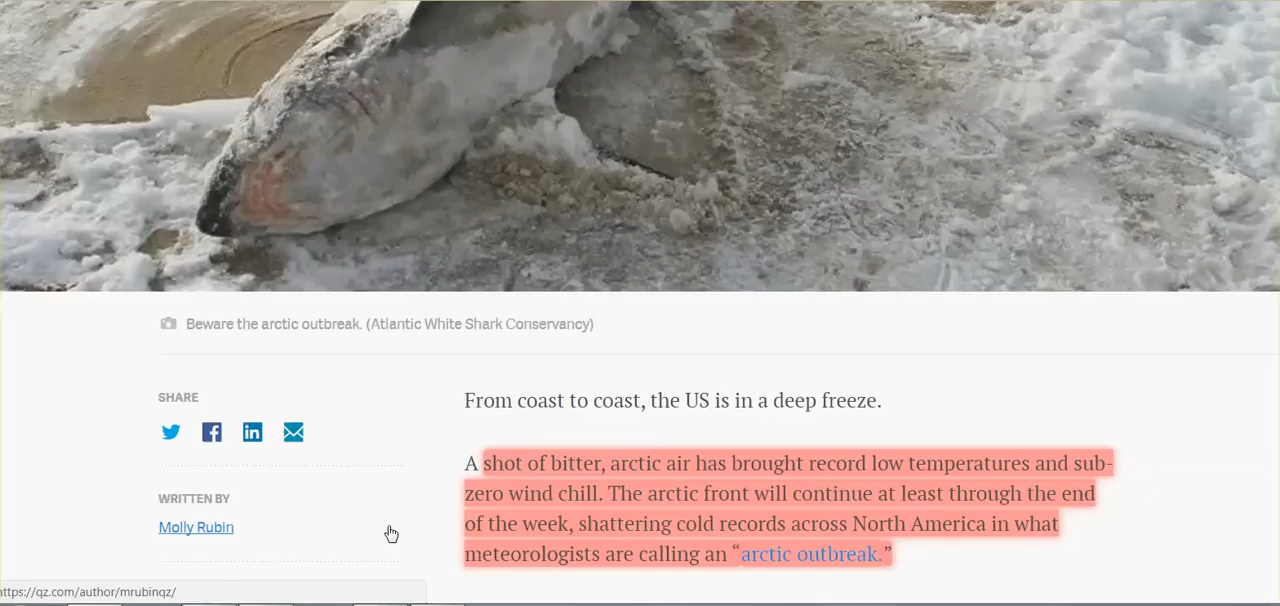 Beware the arctic outbreak. (Atlantic White Shark Conservancy)
SHARE
WRITTEN BY
Molly Rubin
From coast to coast, the US is in a deep freeze.
A shot of bitter, arctic air has brought record low temperatures and sub-
zero wind chill. The arctic front will continue at least through the end
of the week, shattering cold records across North America in what
meteorologists are calling an “arctic outbreak.”
https://qz.com/author/mrubinqz/